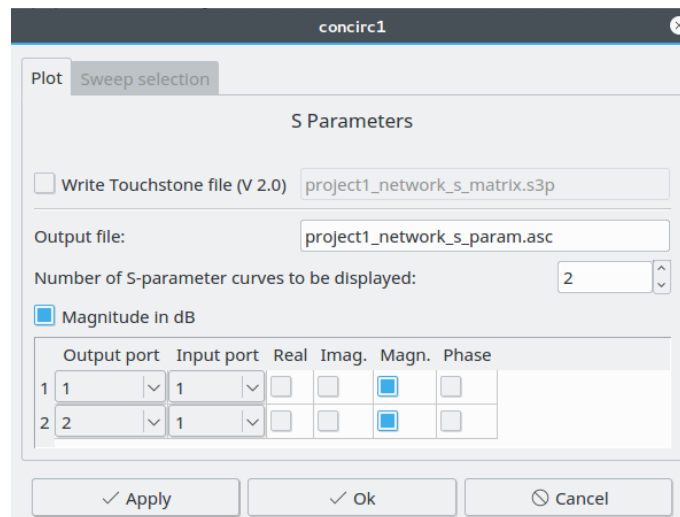 concirc1
Plot Sweep selection
S Parameters
Write Touchstone file (V 2.0) project1_network_s_matrix.s3p
Output file: project1_network_s_param.asc
Number of S-parameter curves to be displayed: 2
Magnitude in dB
Output port Input port Real Imag. Magn. Phase
1 1 1
2 2 1
Apply Ok Cancel